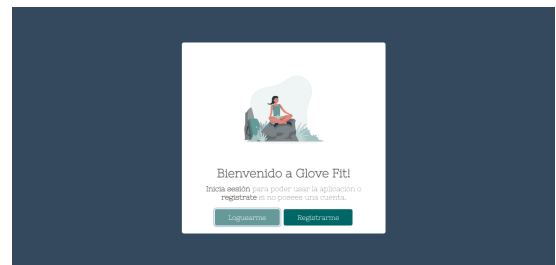 Bienvenido a Glove Fit!
Inicia sesión para poder usar la aplicación o
registrate si no posees una cuenta.
Loguearme
Registrarme